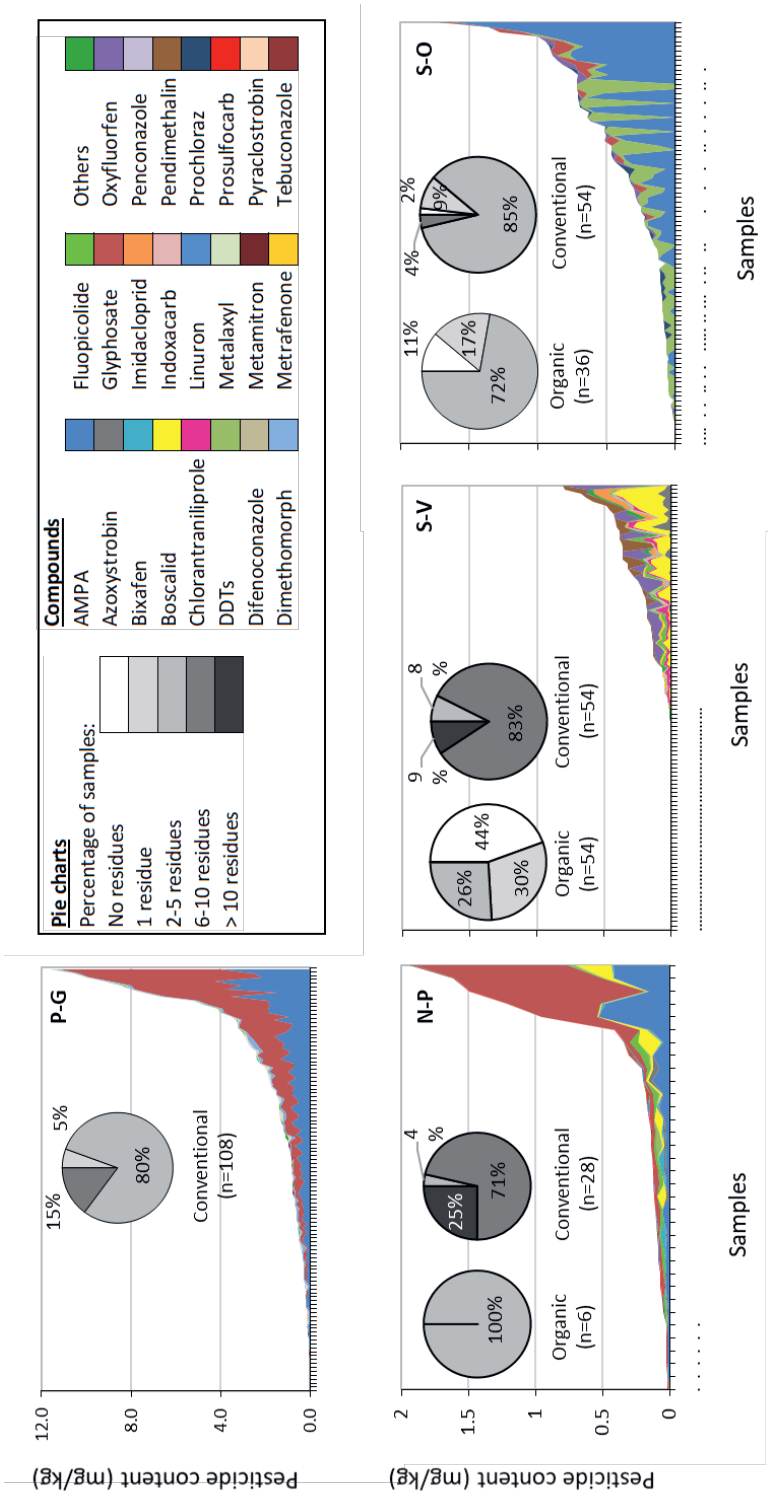 P-G
Pesticide content (mg/kg)
12.0
8.0
4.0
0.0
15%
5%
80%
Conventional
(n=108)
Pie charts
Percentage of samples:
No residues
1 residue
2-5 residues
6-10 residues
> 10 residues
Compounds
AMPA
Azoxystrobin
Bixafen
Boscalid
Chlorantraniliprole
DDTs
Difenoconazole
Dimethomorph
Fluopicolide
Glyphosate
Imidacloprid
Indoxacarb
Linuron
Metalaxyl
Metamitron
Metrafenone
Others
Oxyfluorfen
Penconazole
Pendimethalin
Prochloraz
Prosulfocarb
Pyraclostrobin
Tebuconazole
N-P
Pesticide content (mg/kg)
2
1.5
1
0.5
0
100%
Organic
(n=6)
4
%
25%
71%
Conventional
(n=28)
Samples
S-V
26%
44%
30%
Organic
(n=54)
9
%
8
%
83%
Conventional
(n=54)
Samples
S-O
11%
17%
72%
Organic
(n=36)
4%
2%
9%
85%
Conventional
(n=54)
Samples